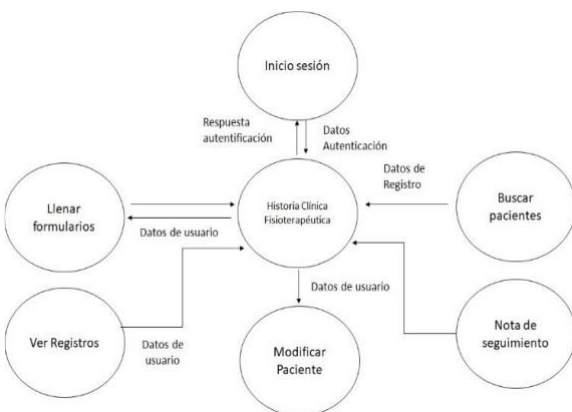 Inicio sesión
Respuesta
autentificación
Datos
Autenticación
Datos de
Registro
Llenar
formularios
Historia Clínica
Fisioterapéutica
Buscar
pacientes
Datos de usuario
Datos de usuario
Ver Registros
Datos de
usuario
Modificar
Paciente
Nota de
seguimiento